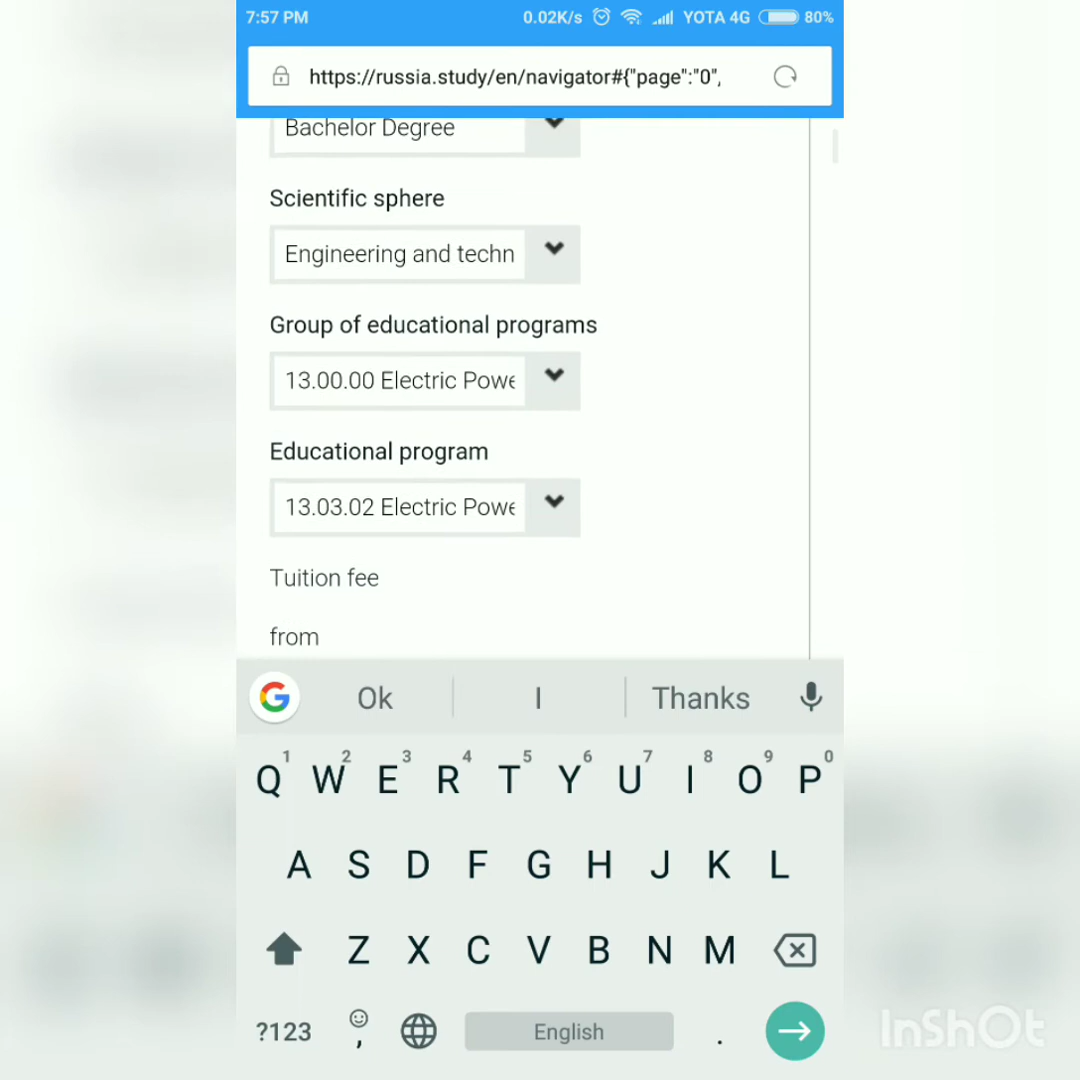 7:57 PM 0.02K/s YOTA 4G 80%
https://russia.study/en/navigator#{"page":"0",
Bachelor Degree
Scientific sphere
Engineering and techn
Group of educational programs
13.00.00 Electric Powe
Educational program
13.03.02 Electric Powe
Tuition fee
from
G Ok I Thanks
1 2 3 4 5 6 7 8 9 0
Q W E R T Y U I O P
A S D F G H J K L
Z X C V B N M
?123 , English .
InShOt